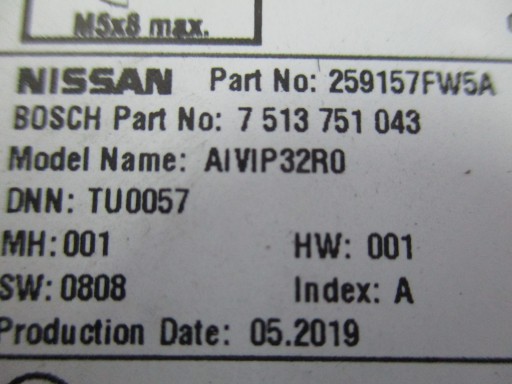 M5x8 max.
NISSAN Part No: 259157FW5A
BOSCH Part No: 7 513 751 043
Model Name: AIVIP32R0
DNN: TU0057
MH: 001 HW: 001
SW: 0808 Index: A
Production Date: 05.2019